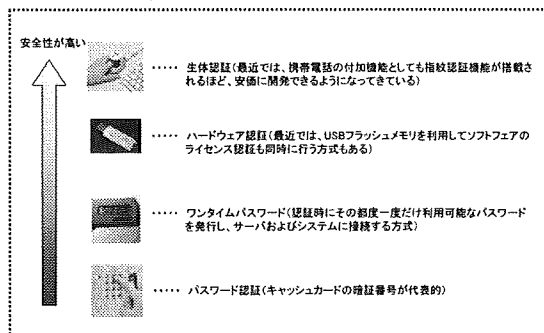 安全性が高い
‥‥‥ 生体認証(最近では、携帯電話の付加機能としても指紋認証機能が搭載さ
れるほど、安価に開発できるようになってきている)
‥‥‥ ハードウェア認証(最近では、USBフラッシュメモリを利用してソフトフェアの
ライセンス認証も同時に行う方式もある)
‥‥‥ ワンタイムパスワード(認証時にその都度一度だけ利用可能なパスワード
を発行し、サーバおよびシステムに接続する方式)
‥‥‥ パスワード認証(キャッシュカードの暗証番号が代表的)